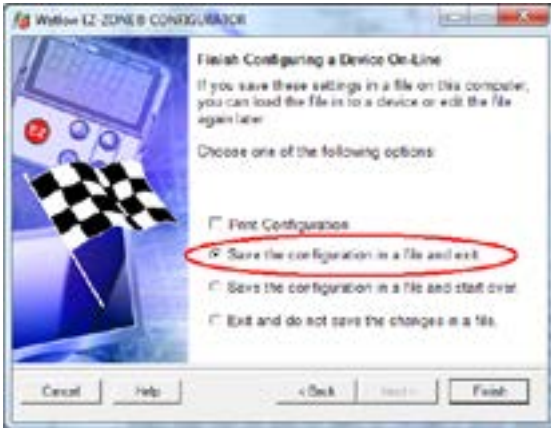 Watlow EZ-ZONE® CONFIGURATOR
Finish Configuring a Device On-Line
If you save these settings in a file on this computer,
you can load the file in to a device or edit the file
again later
Choose one of the following options:
Print Configuration
Save the configuration in a file and exit.
Save the configuration in a file and start over.
Exit and do not save the changes in a file.
EZ
Cancel
Help
< Back
Next >
Finish